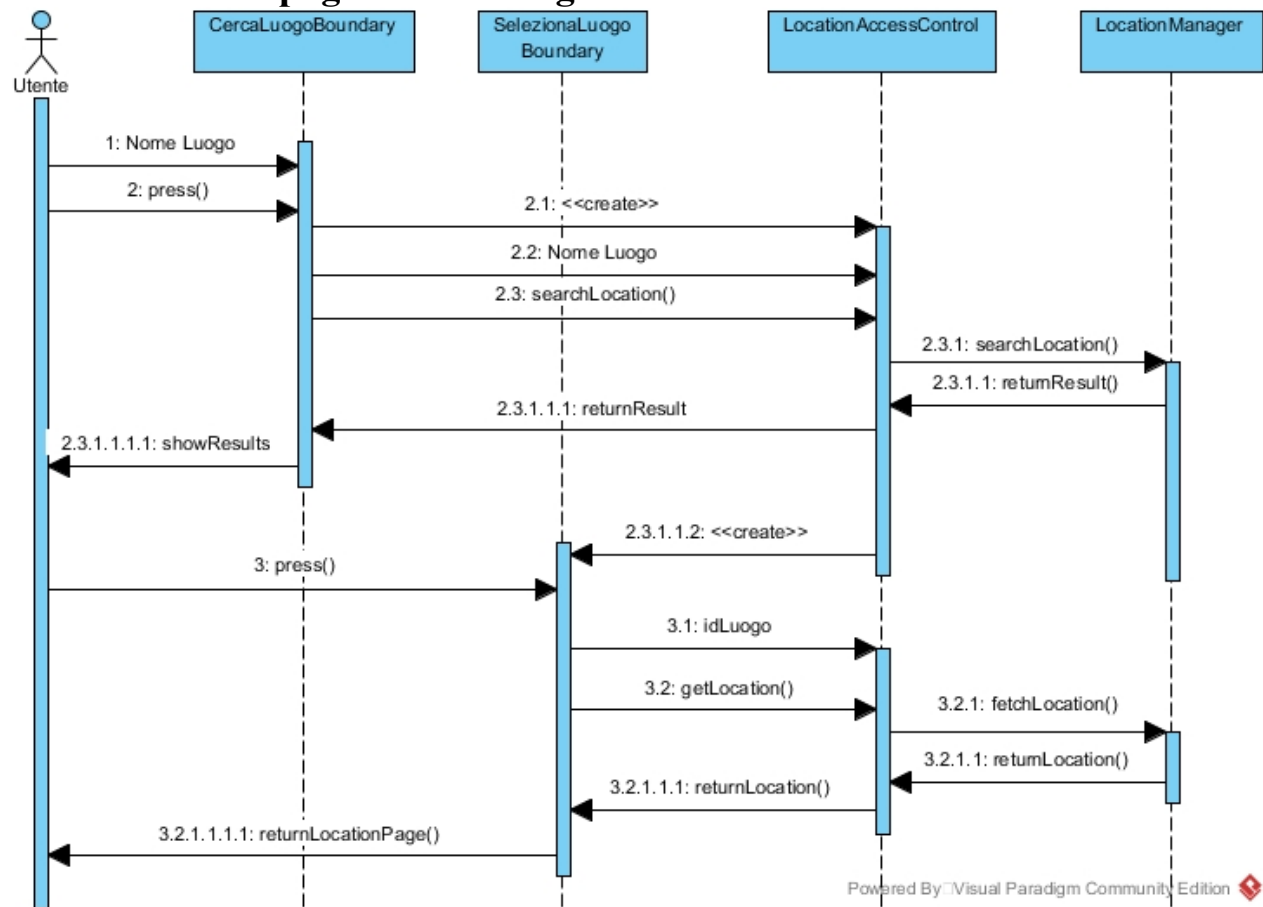 CercaLuogoBoundary
SelezionaLuogo
Boundary
LocationAccessControl
LocationManager
Utente
1: Nome Luogo
2: press()
2.1: <<create>>
2.2: Nome Luogo
2.3: searchLocation()
2.3.1: searchLocation()
2.3.1.1: returnResult()
2.3.1.1.1: returnResult
2.3.1.1.1.1: showResults
2.3.1.1.2: <<create>>
3: press()
3.1: idLuogo
3.2: getLocation()
3.2.1: fetchLocation()
3.2.1.1: returnLocation()
3.2.1.1.1: returnLocation()
3.2.1.1.1.1: returnLocationPage()
Powered By Visual Paradigm Community Edition